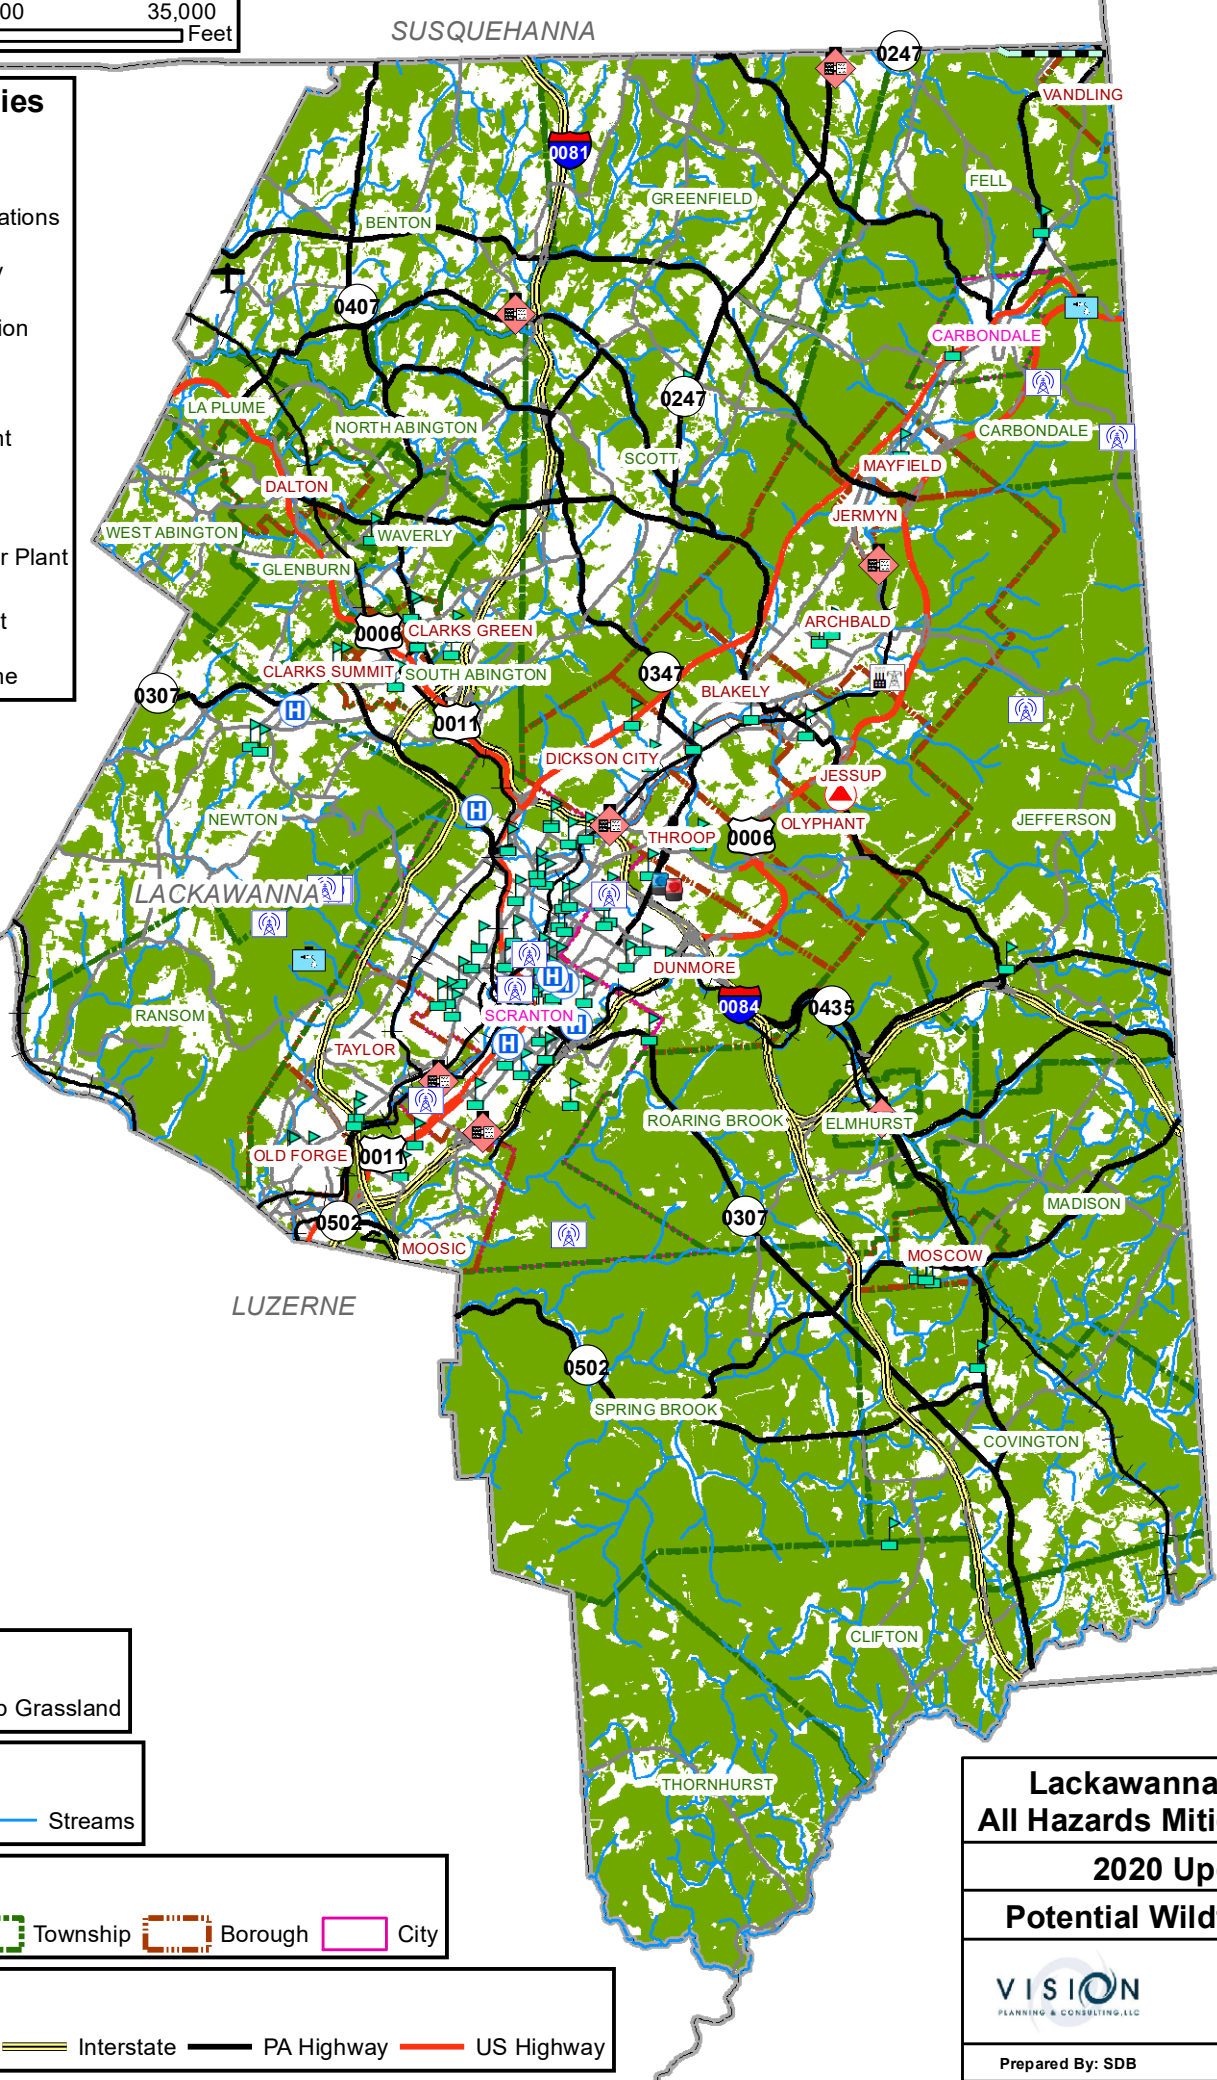 00 35,000
Feet
SUSQUEHANNA
0247
VANDLING
ies
0081
FELL
GREENFIELD
ations
BENTON
y
0407
ion
CARBONDALE
0247
LA PLUME
NORTH ABINGTON
CARBONDALE
nt
SCOTT
MAYFIELD
DALTON
JERMYN
WEST ABINGTON
WAVERLY
r Plant
GLENBURN
ARCHBALD
t
0006
CLARKS GREEN
CLARKS SUMMIT
SOUTH ABINGTON
0347
ne
0307
BLAKELY
H
0011
DICKSON CITY
JESSUP
H
NEWTON
OLYPHANT
JEFFERSON
THROOP
0006
LACKAWANNA
DUNMORE
H
0084
0435
RANSOM
SCRANTON
H
H
TAYLOR
ROARING BROOK
ELMHURST
OLD FORGE
0011
MADISON
0502
0307
MOOSIC
MOSCOW
LUZERNE
0502
SPRING BROOK
COVINGTON
CLIFTON
o Grassland
THORNHURST
Streams
Lackawanna
All Hazards Miti
2020 Up
Potential Wild
Township Borough City
VISION
PLANNING & CONSULTING, LLC
Interstate PA Highway US Highway
Prepared By: SDB